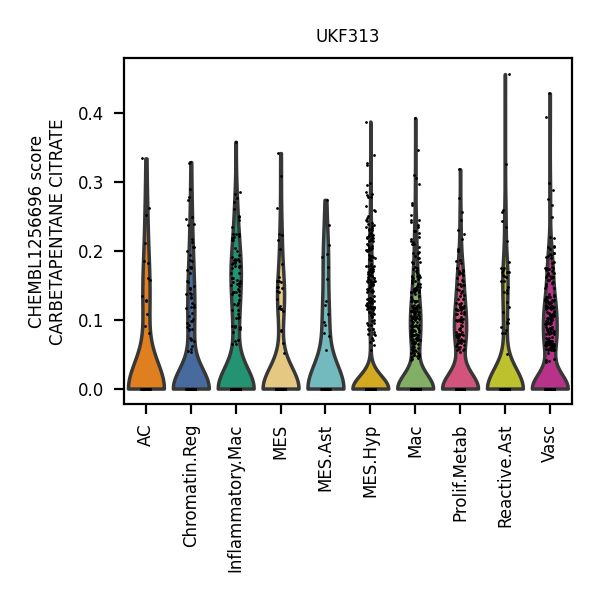 UKF313
CHEMBL1256696 score
CARBETAPENTANE CITRATE
0.4
0.3
0.2
0.1
0.0
AC
Chromatin.Reg
Inflammatory.Mac
MES
MES.Ast
MES.Hyp
Mac
Prolif.Metab
Reactive.Ast
Vasc